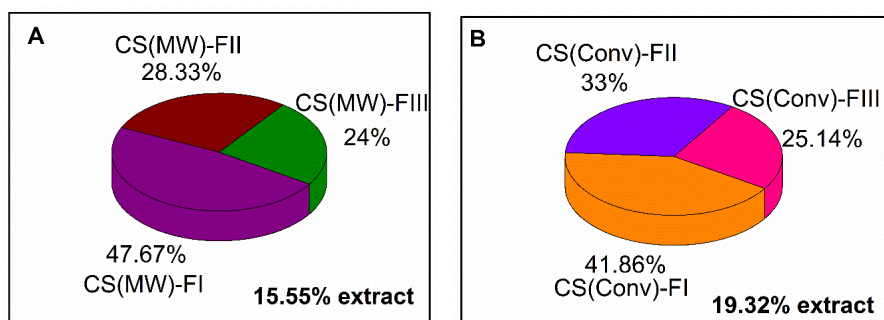 A
CS(MW)-FII
28.33%
CS(MW)-FIII
24%
47.67%
CS(MW)-FI
15.55% extract
B
CS(Conv)-FII
33%
CS(Conv)-FIII
25.14%
41.86%
CS(Conv)-FI
19.32% extract